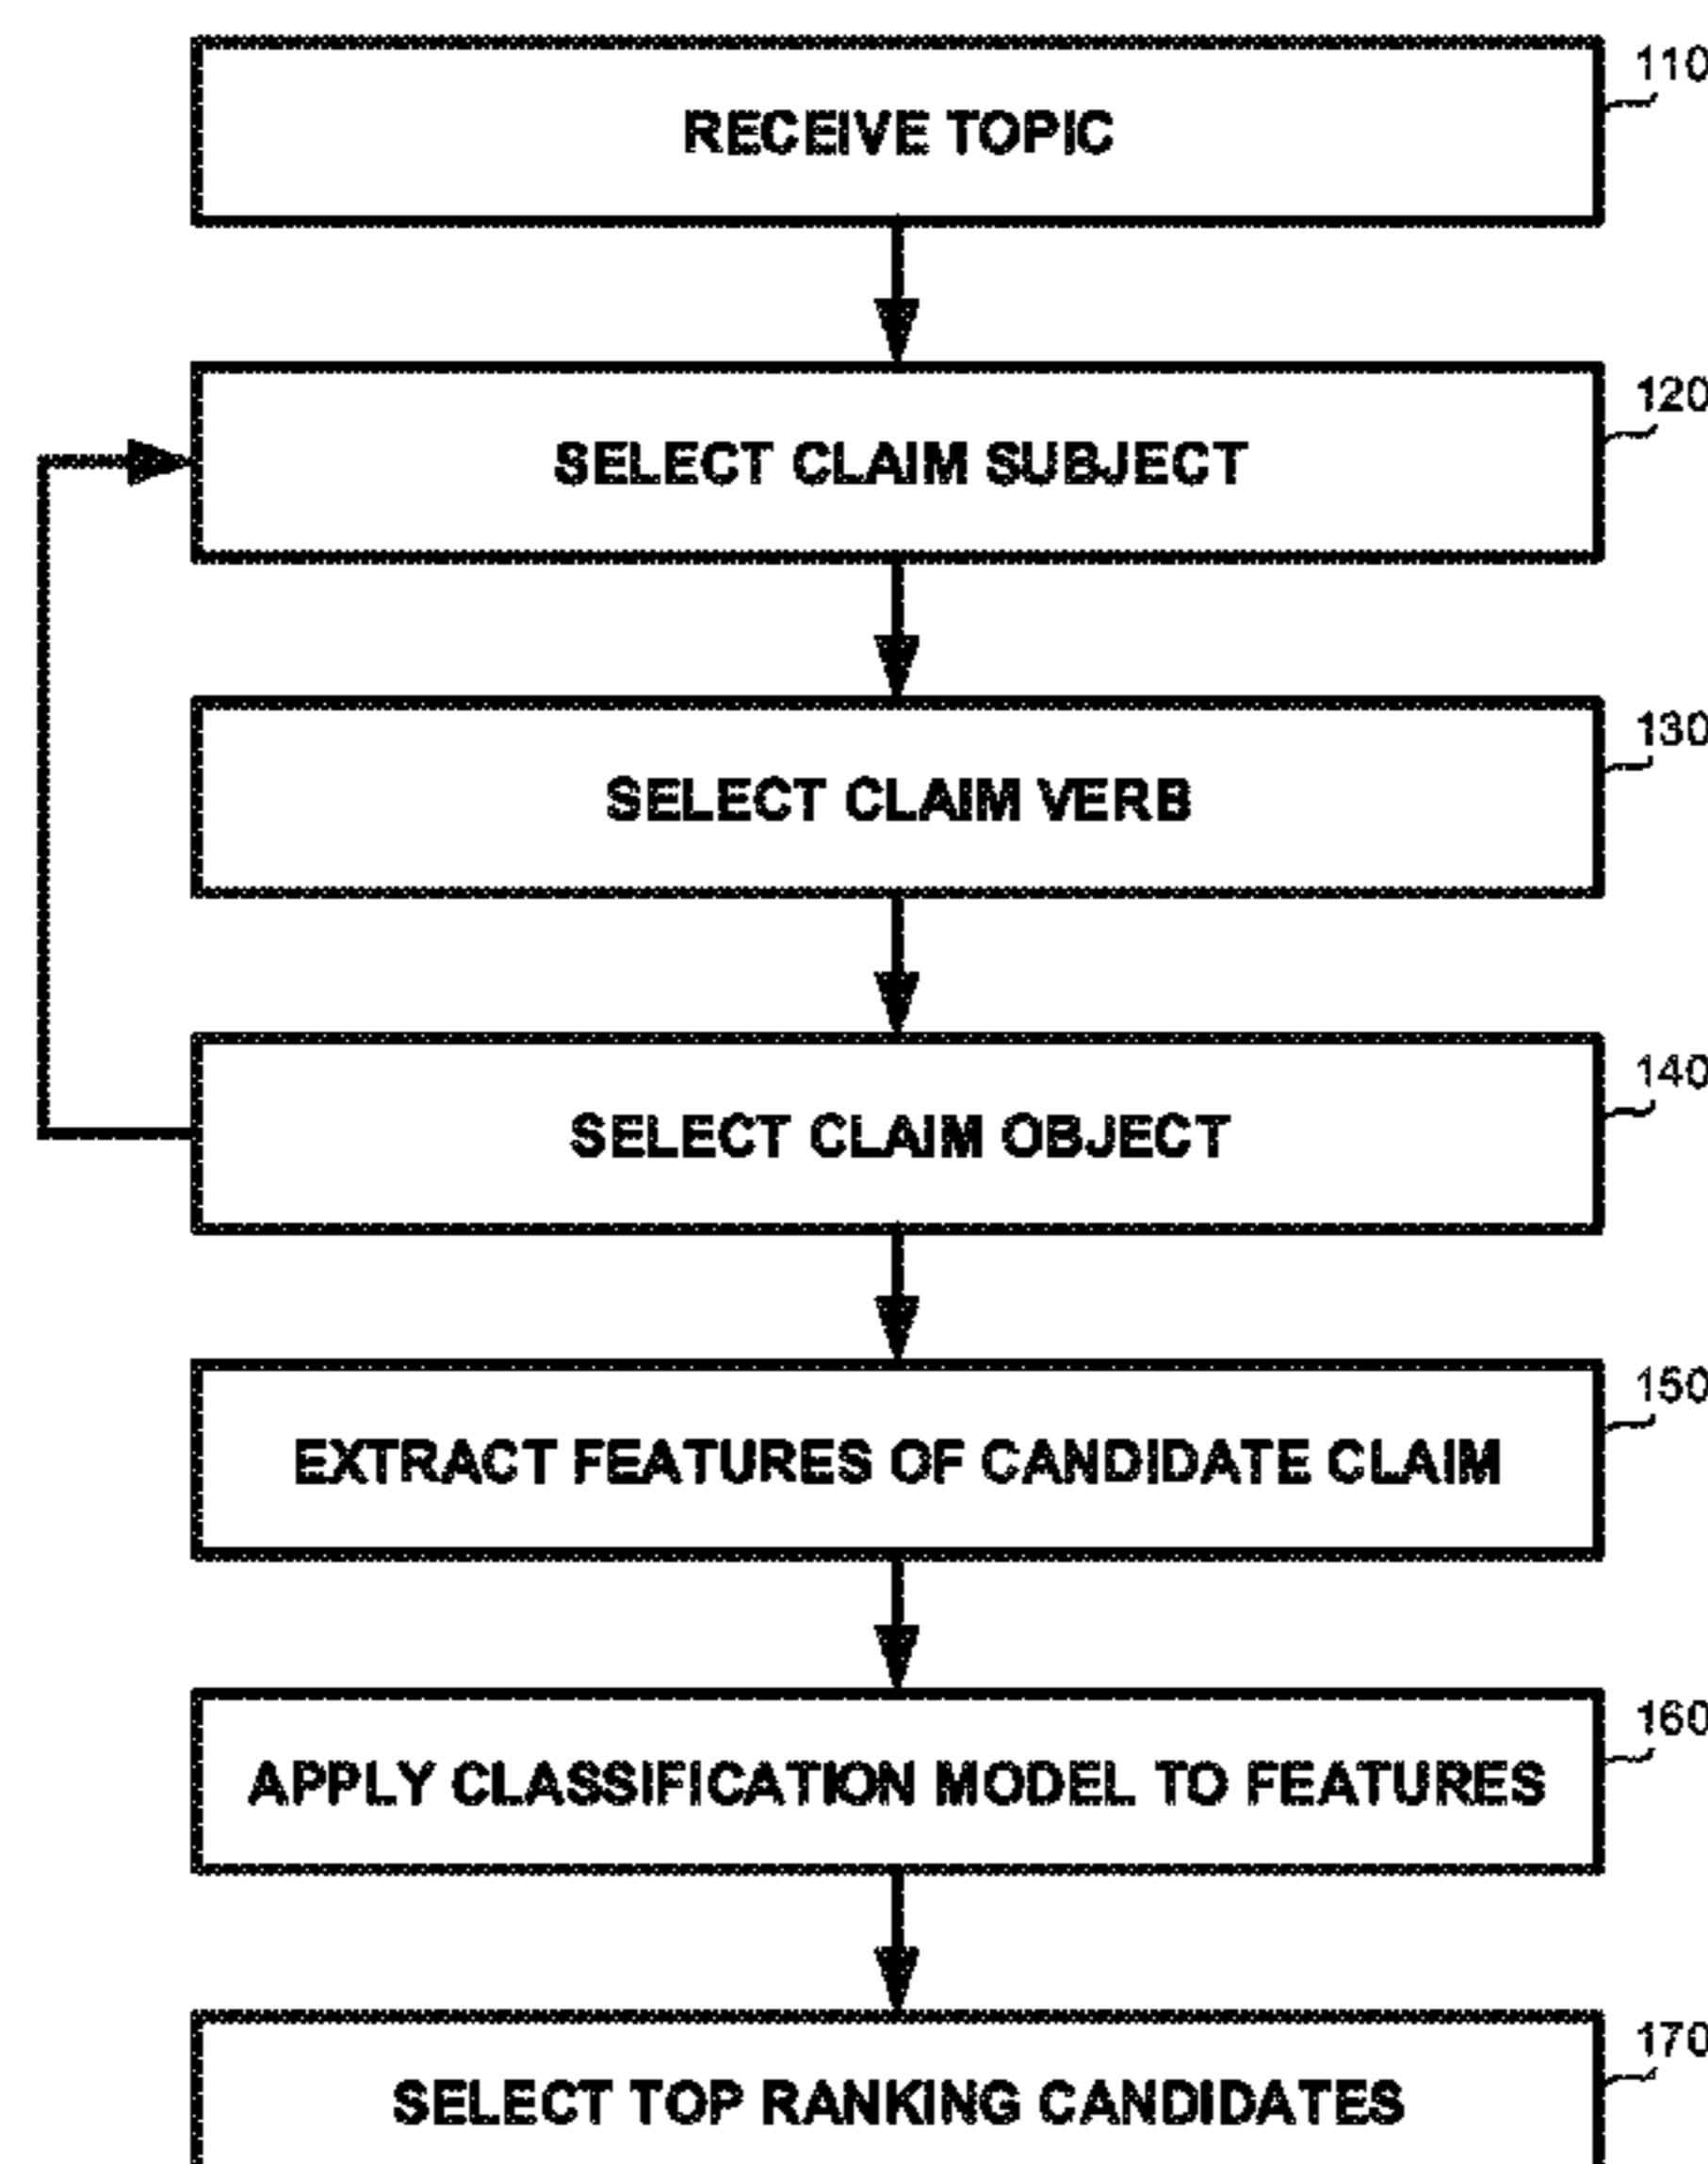 110
RECEIVE TOPIC
120
SELECT CLAIM SUBJECT
130
SELECT CLAIM VERB
140
SELECT CLAIM OBJECT
150
EXTRACT FEATURES OF CANDIDATE CLAIM
160
APPLY CLASSIFICATION MODEL TO FEATURES
170
SELECT TOP RANKING CANDIDATES